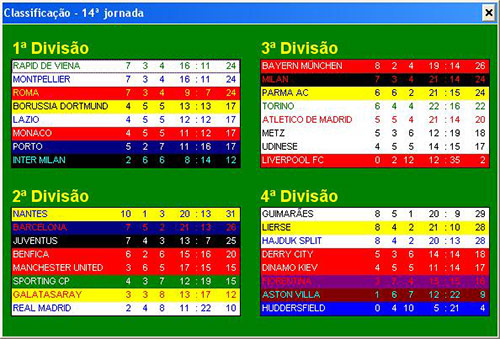 Classificação - 14ª jornada
1ª Divisão
RAPID DE VIENA 7 3 4 16 : 11 24
MONTPELLIER 7 3 4 14 : 11 24
ROMA 7 3 4 9 : 7 24
BORUSSIA DORTMUND 4 5 5 13 : 13 17
LAZIO 4 5 5 12 : 12 17
MONACO 4 5 5 11 : 12 17
PORTO 5 2 7 11 : 16 17
INTER MILAN 2 6 6 8 : 14 12
2ª Divisão
NANTES 10 1 3 20 : 13 31
BARCELONA 7 5 2 21 : 13 26
JUVENTUS 7 4 3 13 : 7 25
BENFICA 6 2 6 15 : 16 20
MANCHESTER UNITED 3 6 5 17 : 15 15
SPORTING CP 4 3 7 12 : 19 15
GALATASARAY 3 3 8 13 : 17 12
REAL MADRID 2 4 8 11 : 22 10
3ª Divisão
BAYERN MÜNCHEN 8 2 4 19 : 14 26
MILAN 7 3 4 21 : 14 24
PARMA AC 6 6 2 21 : 15 24
TORINO 6 4 4 22 : 16 22
ATLETICO DE MADRID 5 5 4 21 : 14 20
METZ 5 3 6 12 : 19 18
UDINESE 4 5 5 14 : 15 17
LIVERPOOL FC 0 2 12 12 : 35 2
4ª Divisão
GUIMARÃES 8 5 1 20 : 9 29
LIERSE 8 4 2 21 : 10 28
HAJDUK SPLIT 8 4 2 20 : 13 28
DERRY CITY 5 3 6 14 : 14 18
DINAMO KIEV 4 5 5 11 : 14 17
ASTON VILLA 1 6 7 12 : 22 9
HUDDERSFIELD 0 4 10 5 : 21 4